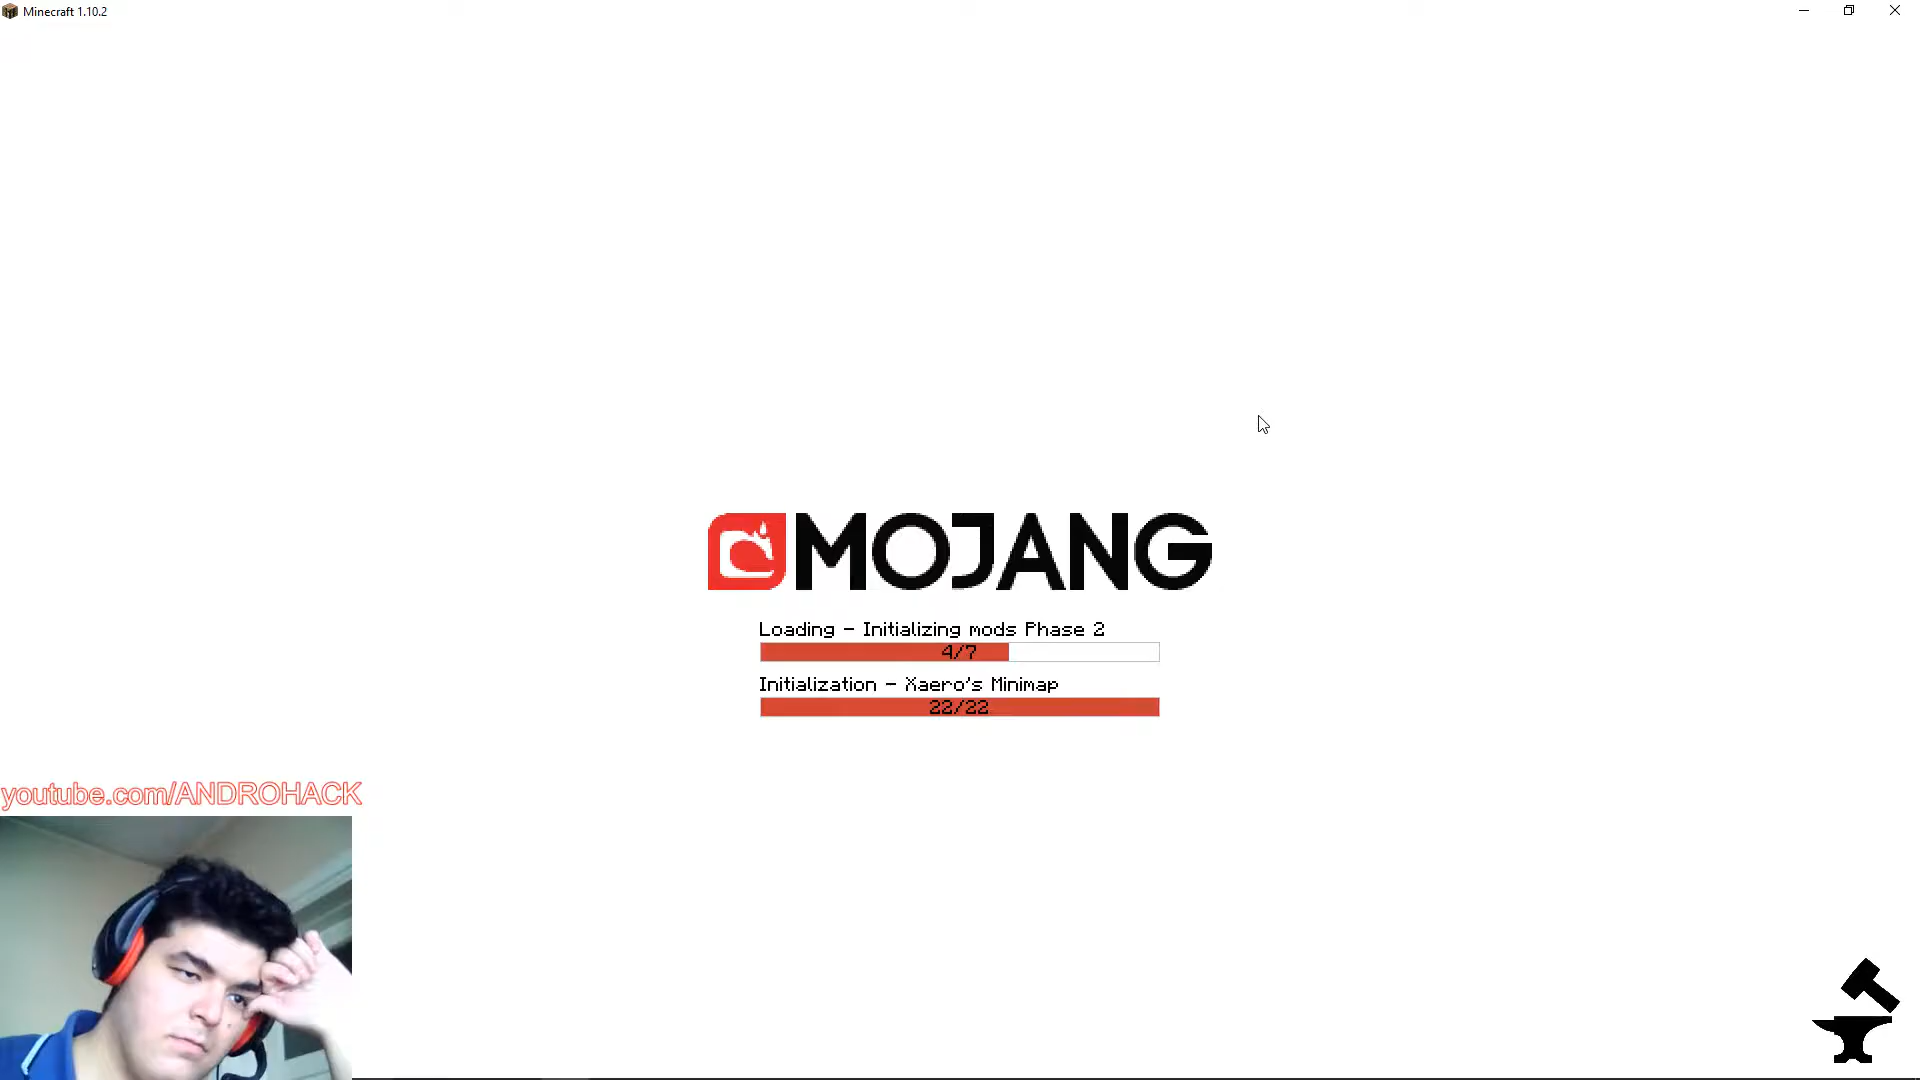 Minecraft 1.10.2
MOJANG
Loading - Initializing mods Phase 2
4/7
Initialization - Xaero's Minimap
22/22
youtube.com/ANDROHACK